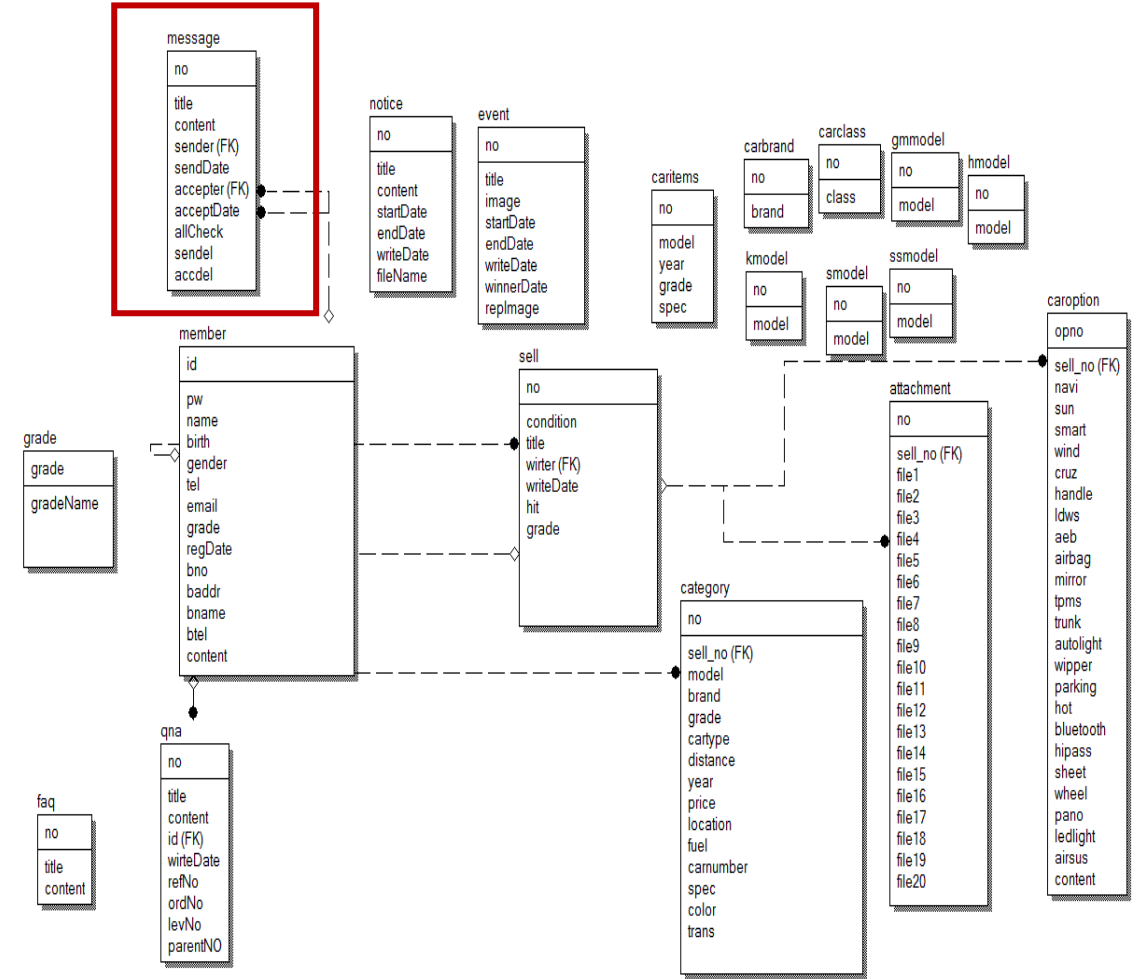 message
no
title
content
sender (FK)
sendDate
accepter (FK)
acceptDate
allCheck
sendel
accdel
notice
no
title
content
startDate
endDate
writeDate
fileName
event
no
title
image
startDate
endDate
writeDate
winnerDate
repImage
caritems
no
model
year
grade
spec
carbrand
no
brand
carclass
no
class
gmmodel
no
model
hmodel
no
model
kmodel
no
model
smodel
no
model
ssmodel
no
model
caroption
opno
sell_no (FK)
navi
sun
smart
wind
cruz
handle
ldws
aeb
airbag
mirror
tpms
trunk
autolight
wipper
parking
hot
bluetooth
hipass
sheet
wheel
pano
ledlight
airsus
content
member
id
pw
name
birth
gender
tel
email
grade
regDate
bno
baddr
bname
btel
content
grade
grade
gradeName
sell
no
condition
title
wirter (FK)
writeDate
hit
grade
attachment
no
sell_no (FK)
file1
file2
file3
file4
file5
file6
file7
file8
file9
file10
file11
file12
file13
file14
file15
file16
file17
file18
file19
file20
category
no
sell_no (FK)
model
brand
grade
cartype
distance
year
price
location
fuel
carnumber
spec
color
trans
qna
no
title
content
id (FK)
wirteDate
refNo
ordNo
levNo
parentNO
faq
no
title
content